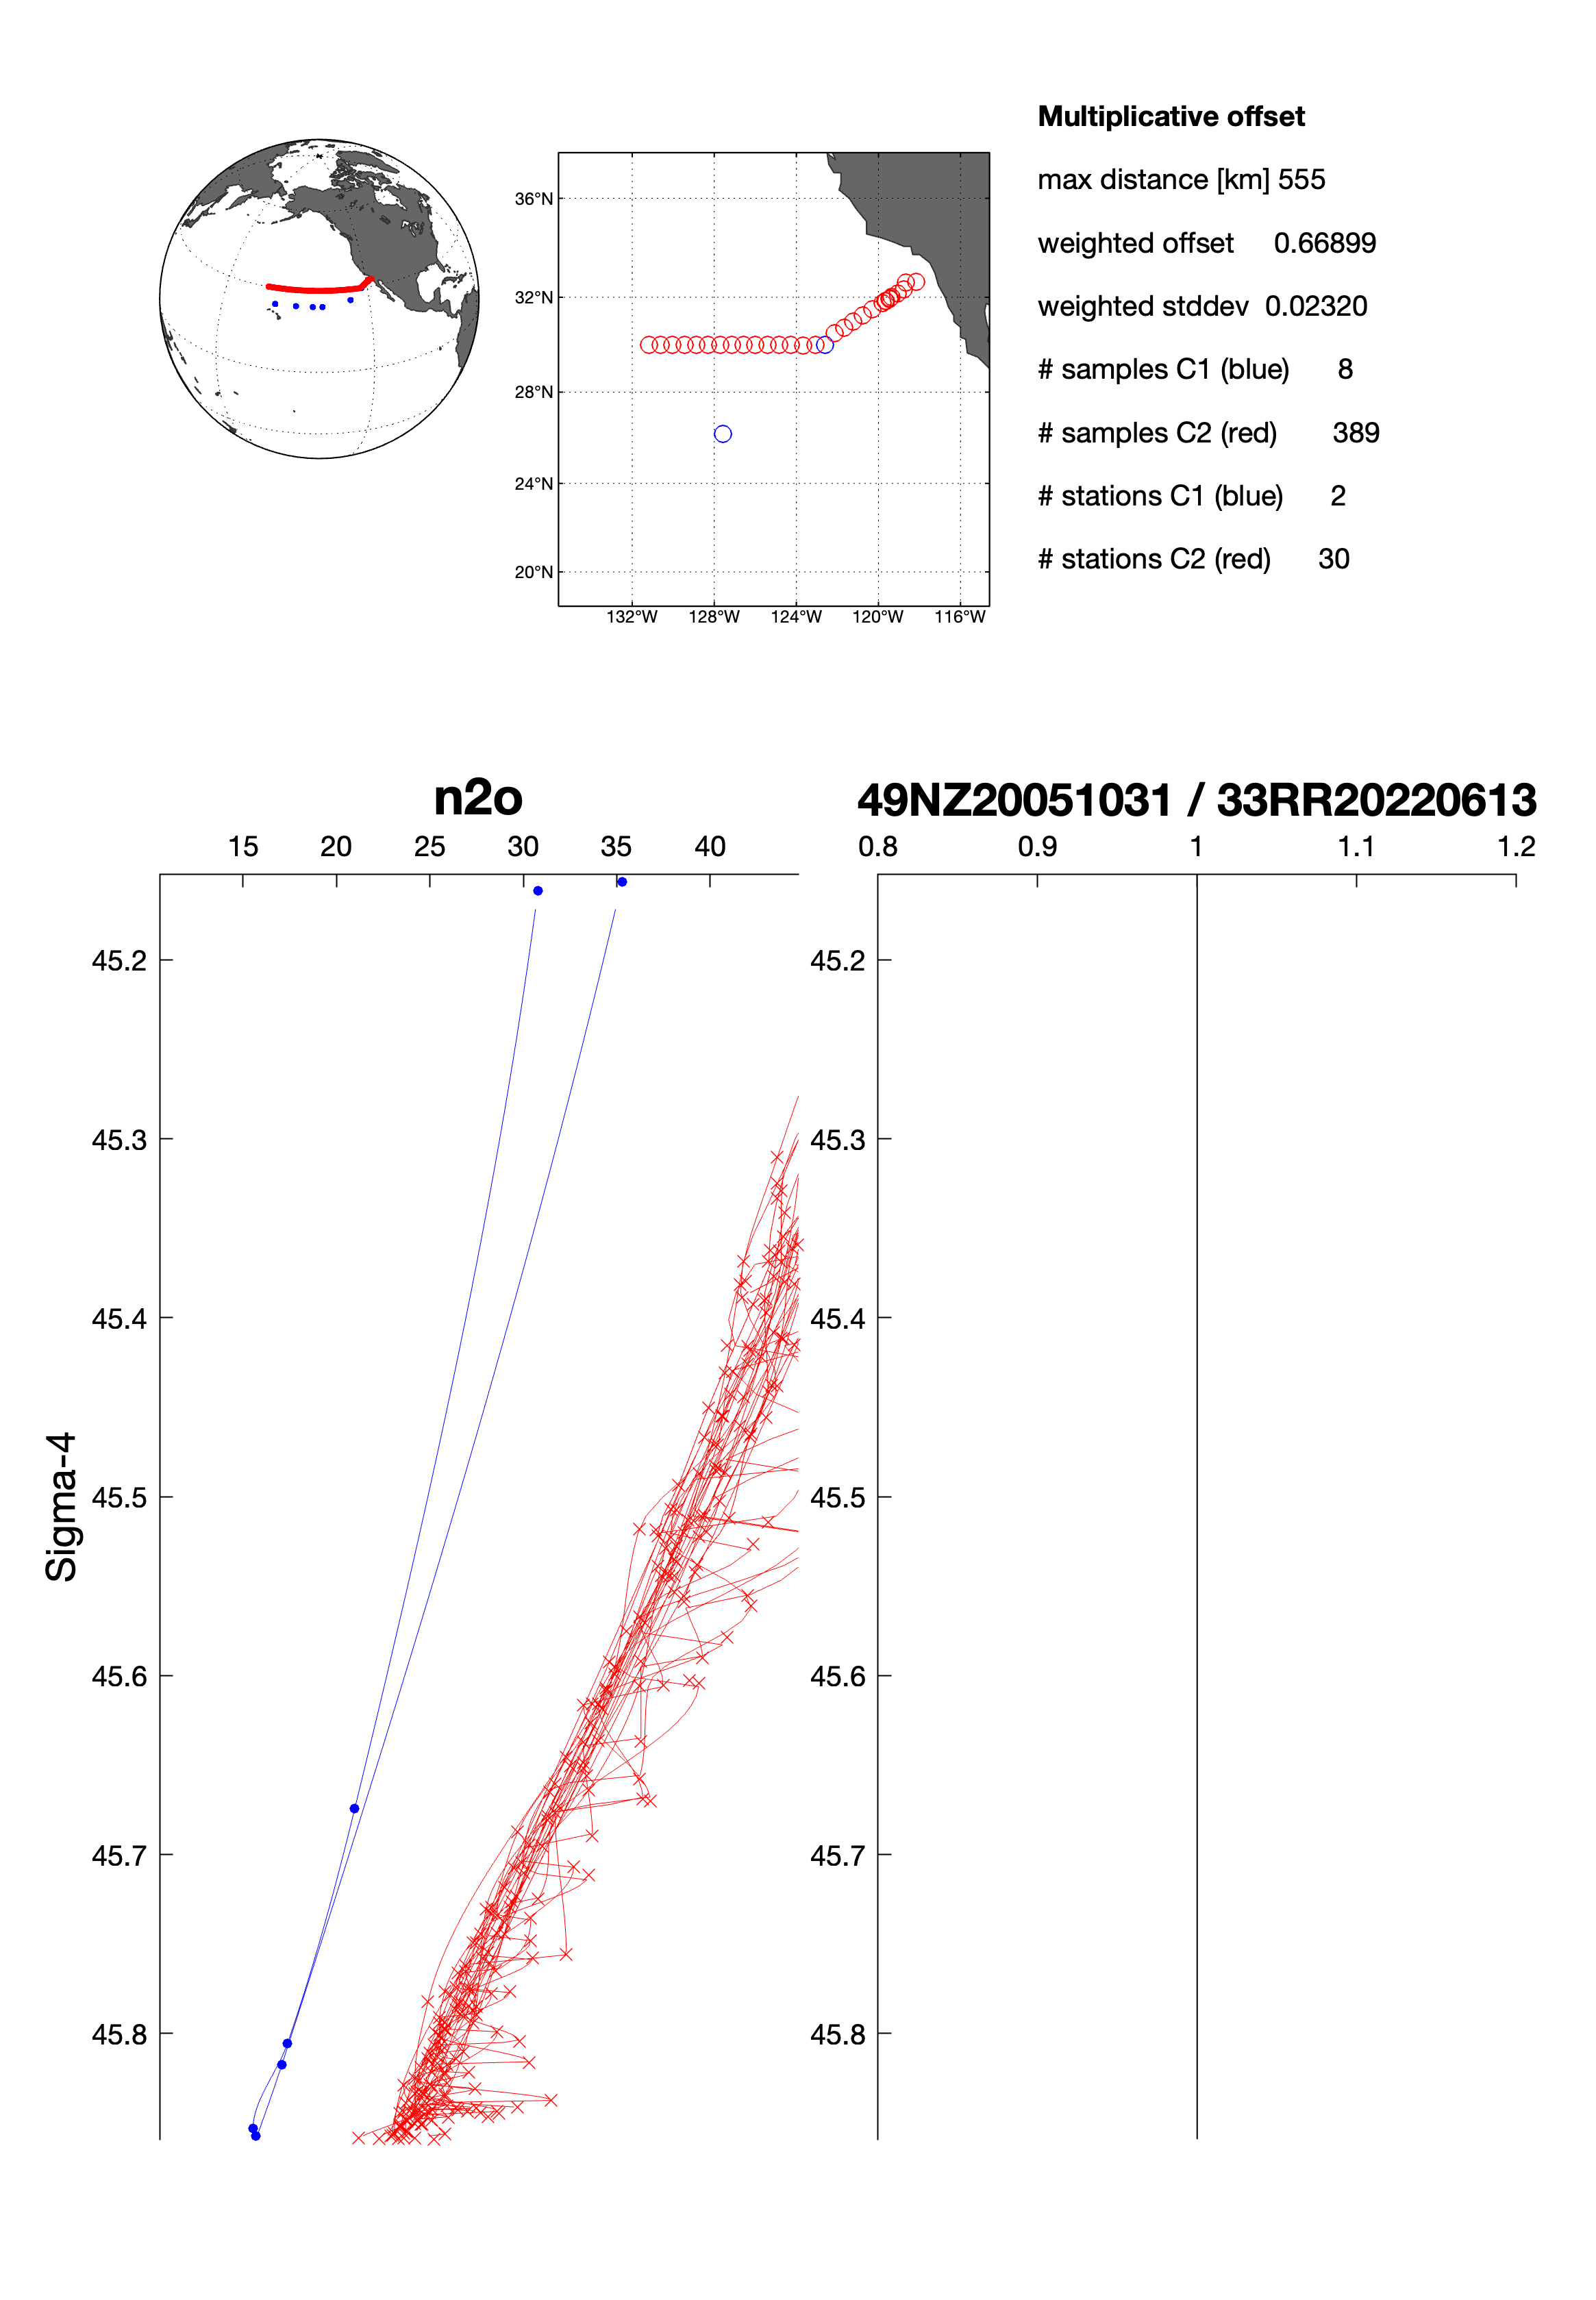 Multiplicative offset
max distance [km] 555
weighted offset 0.66899
weighted stddev 0.02320
# samples C1 (blue) 8
# samples C2 (red) 389
# stations C1 (blue) 2
# stations C2 (red) 30
36°N
32°N
28°N
24°N
20°N
132°W 128°W 124°W 120°W 116°W
n2o
15 20 25 30 35 40
Sigma-4
45.2
45.3
45.4
45.5
45.6
45.7
45.8
49NZ20051031 / 33RR20220613
0.8 0.9 1 1.1 1.2
45.2
45.3
45.4
45.5
45.6
45.7
45.8